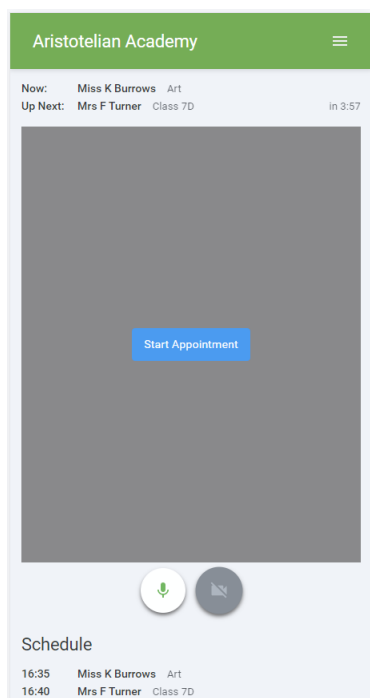 Aristotelian Academy
Now: Miss K Burrows Art
Up Next: Mrs F Turner Class 7D in 3:57
Start Appointment
Schedule
16:35 Miss K Burrows Art
16:40 Mrs F Turner Class 7D